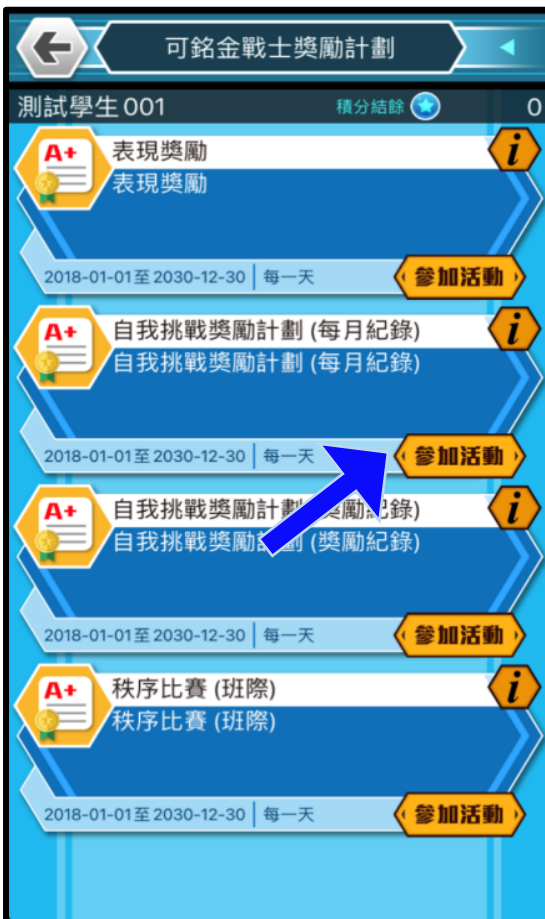 可銘金戰士獎勵計劃
測試學生001 積分結餘 0
A+ 表現獎勵 i
表現獎勵
2018-01-01至2030-12-30 | 每一天 參加活動
A+ 自我挑戰獎勵計劃 (每月紀錄) i
自我挑戰獎勵計劃 (每月紀錄)
2018-01-01至2030-12-30 | 每一天 參加活動
A+ 自我挑戰獎勵計 獎勵紀錄) i
自我挑戰獎勵 劃 (獎勵紀錄)
2018-01-01至2030-12-30 | 每一天 參加活動
A+ 秩序比賽 (班際) i
秩序比賽 (班際)
2018-01-01至2030-12-30 | 每一天 參加活動